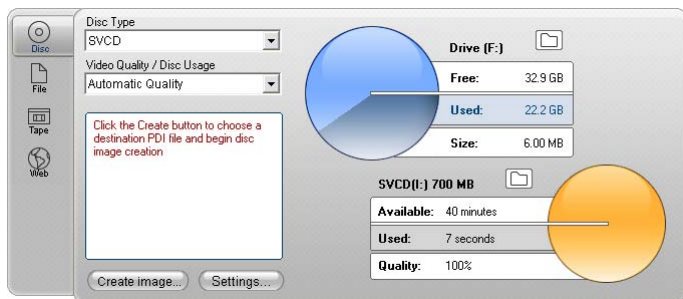 Disc
File
Tape
Web
Disc Type
SVCD
Video Quality / Disc Usage
Automatic Quality
Click the Create button to choose a
destination PDI file and begin disc
image creation
Create image...
Settings...
Drive (F:)
Free: 32.9 GB
Used: 22.2 GB
Size: 6.00 MB
SVCD(I:) 700 MB
Available: 40 minutes
Used: 7 seconds
Quality: 100%